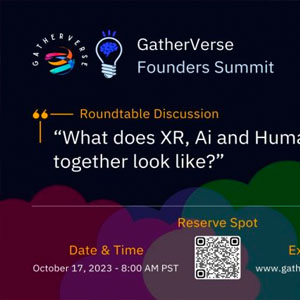 GATHERVERSE
GatherVerse
Founders Summit
Roundtable Discussion
“What does XR, Ai and Huma
together look like?”
Reserve Spot
Date & Time
Ex
October 17, 2023 - 8:00 AM PST
www.gath